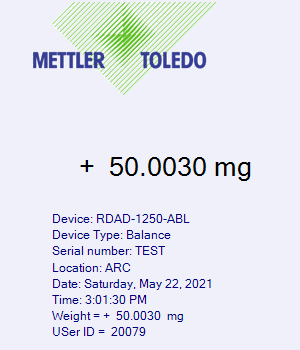 METTLER TOLEDO
+ 50.0030 mg
Device: RDAD-1250-ABL
Device Type: Balance
Serial number: TEST
Location: ARC
Date: Saturday, May 22, 2021
Time: 3:01:30 PM
Weight = + 50.0030 mg
USer ID = 20079